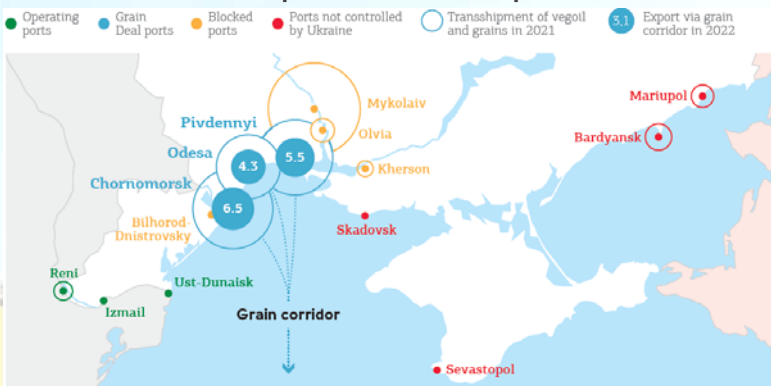 Operating
ports
Grain
Deal ports
Blocked
ports
Ports not controlled
by Ukraine
Transshipment of vegoil
and grains in 2021
3.1
Export via grain
corridor in 2022
Mykolaiv
Mariupol
Pivdennyi
Olvia
Bardyansk
Odesa
5.5
4.3
Kherson
Chornomorsk
6.5
Bilhorod-
Dnistrovsky
Skadovsk
Reni
Ust-Dunaisk
Izmail
Grain corridor
Sevastopol